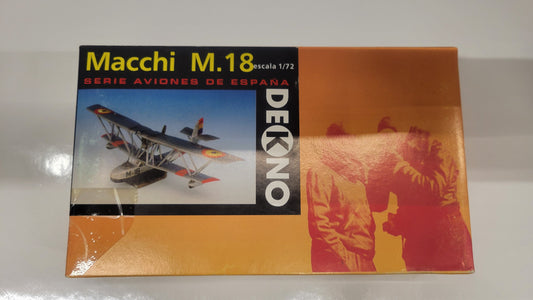 Macchi M.18 escala 1/72
SERIE AVIONES DE ESPAÑA
DEKNO